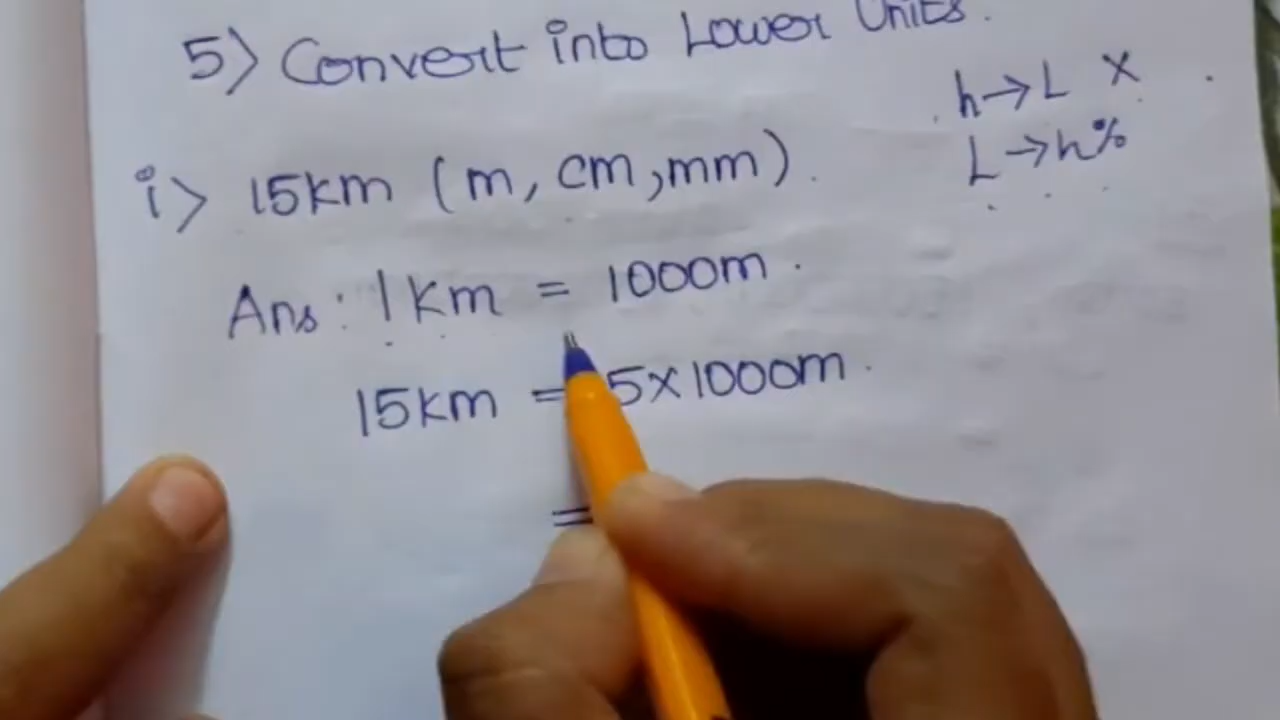 5) Convert into Lower Units.
h→L ×
L→h %
i> 15km (m, cm, mm).
Ans: 1km = 1000m.
15km = 5×1000m.
=